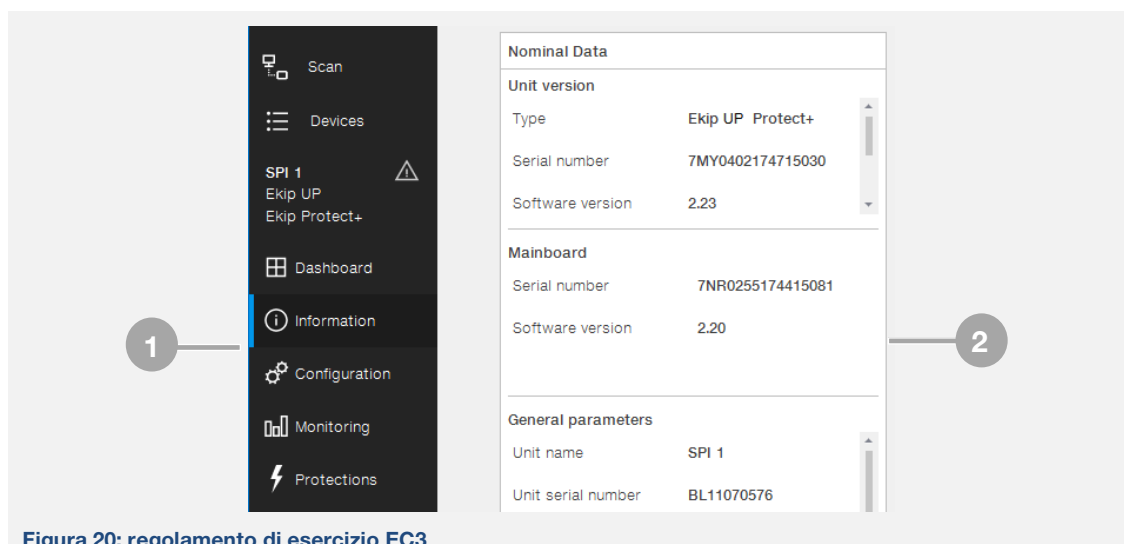 Scan
Devices
SPI 1
Ekip UP
Ekip Protect+
Dashboard
Information
Configuration
Monitoring
Protections
1
Nominal Data
Unit version
Type Ekip UP Protect+
Serial number 7MY0402174715030
Software version 2.23
Mainboard
Serial number 7NR0255174415081
Software version 2.20
General parameters
Unit name SPI 1
Unit serial number BL11070576
2
Figura 20: regolamento di esercizio EC3